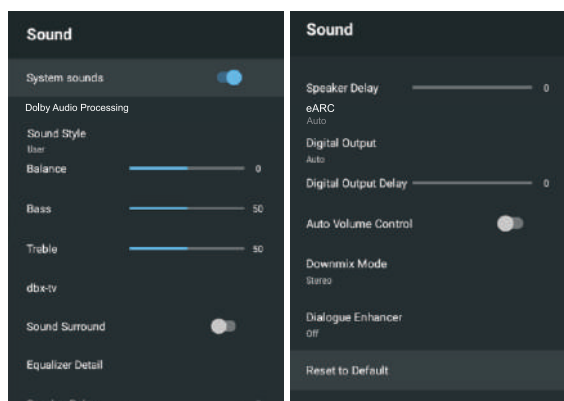 Sound
System sounds
Dolby Audio Processing
Sound Style
User
Balance 0
Bass 50
Treble 50
dbx-tv
Sound Surround
Equalizer Detail
Sound
Speaker Delay 0
eARC
Auto
Digital Output
Auto
Digital Output Delay 0
Auto Volume Control
Downmix Mode
Stereo
Dialogue Enhancer
Off
Reset to Default